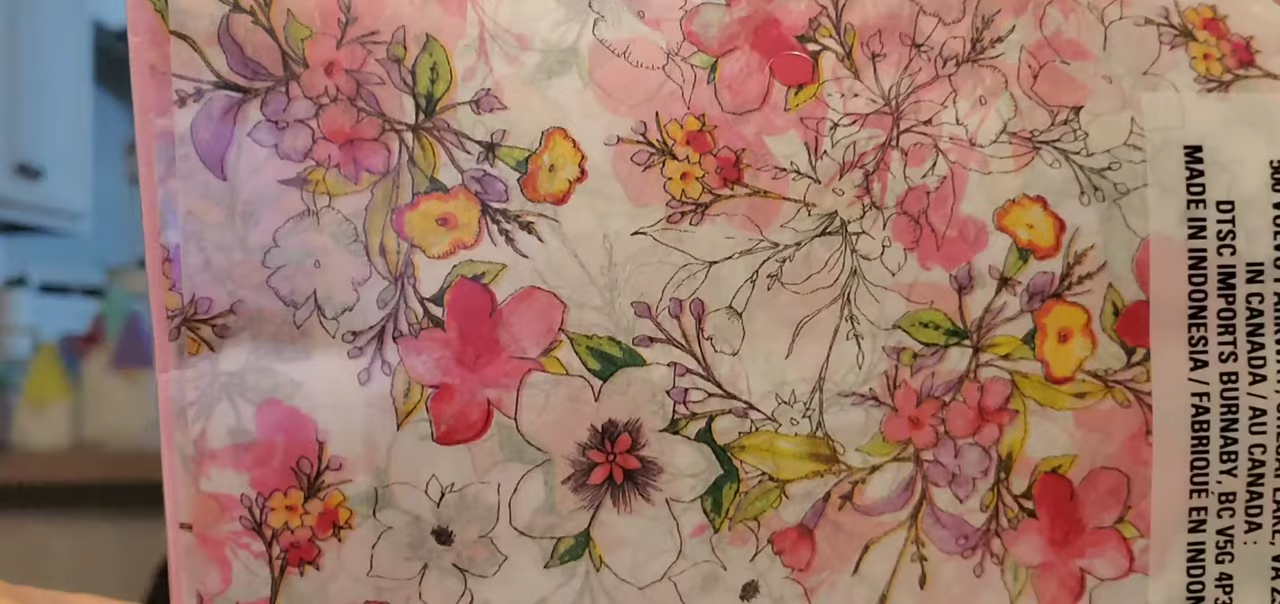 IN CANADA / AU CANADA :
DTSC IMPORTS BURNABY, BC V5G 4P3
MADE IN INDONESIA / FABRIQUÉ EN INDON